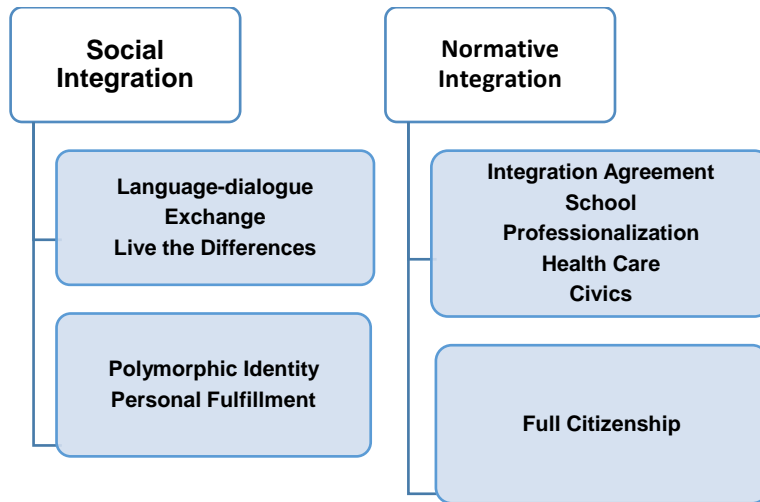 Social
Integration
Language-dialogue
Exchange
Live the Differences
Polymorphic Identity
Personal Fulfillment
Normative
Integration
Integration Agreement
School
Professionalization
Health Care
Civics
Full Citizenship